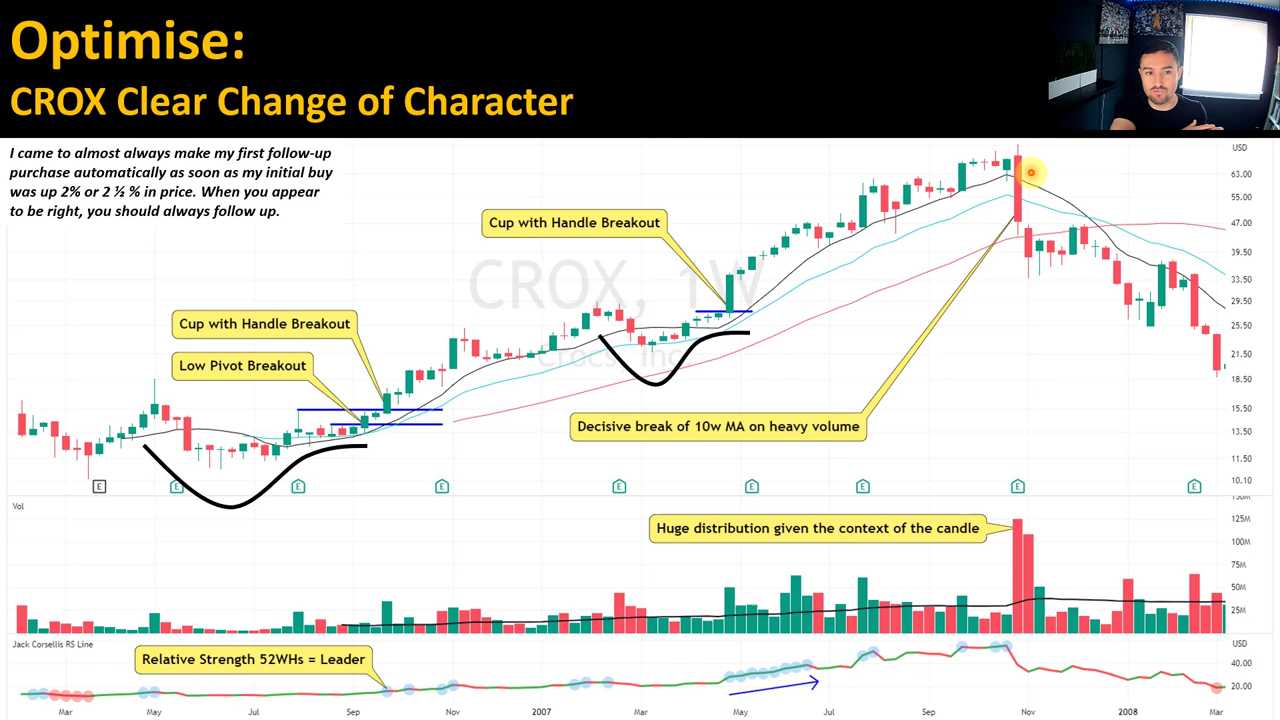 Optimise:
CROX Clear Change of Character
I came to almost always make my first follow-up
purchase automatically as soon as my initial buy
was up 2% or 2 ½ % in price. When you appear
to be right, you should always follow up.
USD
63.00
55.00
47.00
39.50
33.50
29.50
25.50
21.50
18.50
15.50
13.50
11.50
10.10
CROX, 1W
Crocs, Inc.
Cup with Handle Breakout
Cup with Handle Breakout
Low Pivot Breakout
Decisive break of 10w MA on heavy volume
E
E
E
E
E
E
E
E
E
Vol
150M
125M
100M
75M
50M
25M
Huge distribution given the context of the candle
Jack Corsellis RS Line
USD
40.00
20.00
Relative Strength 52WHs = Leader
Mar
May
Jul
Sep
Nov
2007
Mar
May
Jul
Sep
Nov
2008
Mar